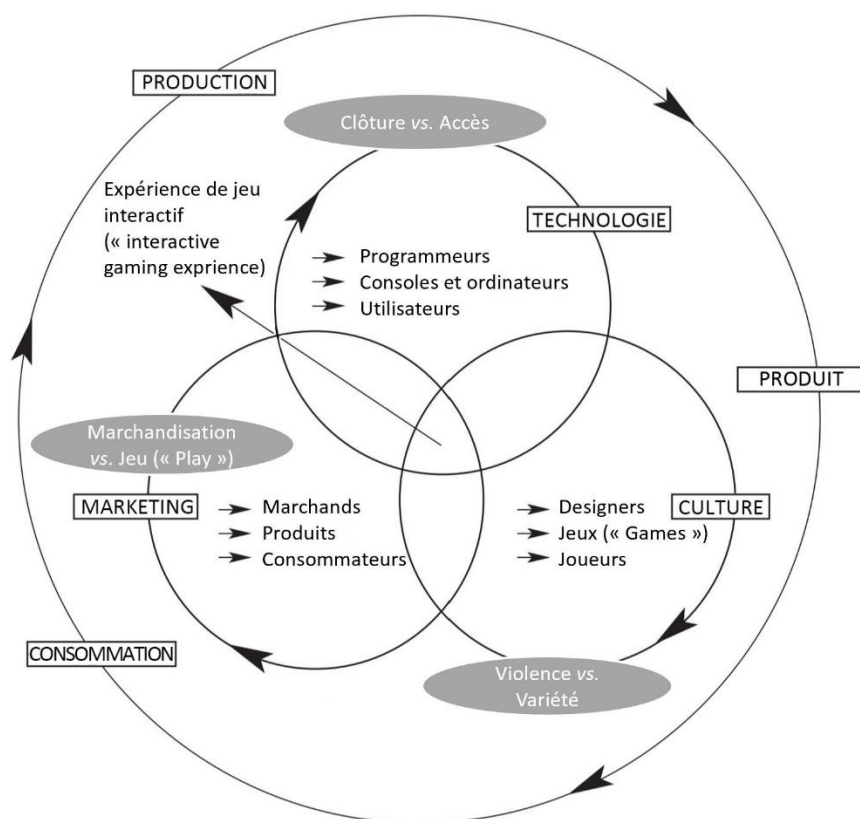 PRODUCTION
Clôture vs. Accès
Expérience de jeu
interactif
(« interactive
gaming exprience)
TECHNOLOGIE
Programmeurs
Consoles et ordinateurs
Utilisateurs
PRODUIT
Marchandisation
vs. Jeu (« Play »)
MARKETING
Marchands
Produits
Consommateurs
Designers
Jeux (« Games »)
Joueurs
CULTURE
CONSOMMATION
Violence vs.
Variété